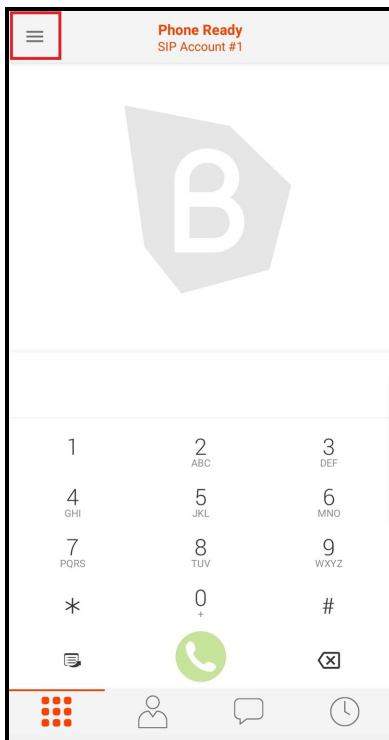 Phone Ready
SIP Account #1
B
1 2 3
ABC DEF
4 5 6
GHI JKL MNO
7 8 9
PQRS TUV WXYZ
* 0 #
+